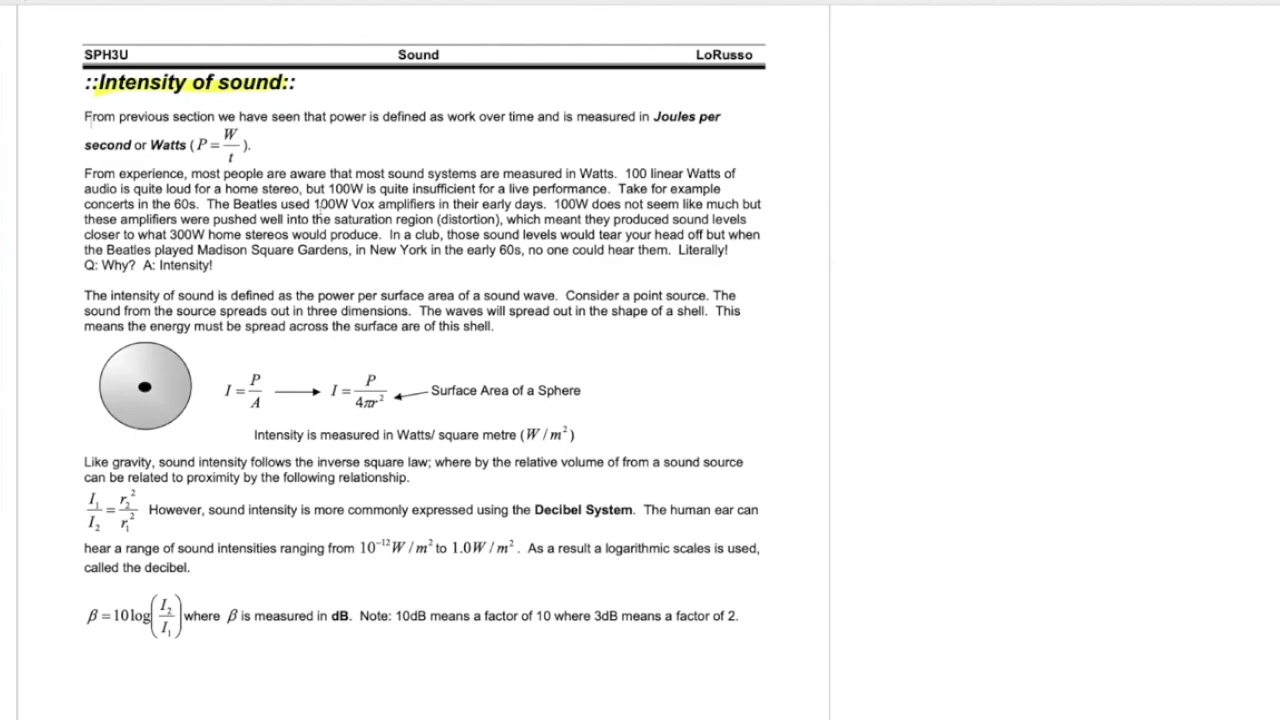 SPH3U Sound LoRusso
::Intensity of sound::
From previous section we have seen that power is defined as work over time and is measured in Joules per
second or Watts ( P = W/t ).
From experience, most people are aware that most sound systems are measured in Watts. 100 linear Watts of
audio is quite loud for a home stereo, but 100W is quite insufficient for a live performance. Take for example
concerts in the 60s. The Beatles used 100W Vox amplifiers in their early days. 100W does not seem like much but
these amplifiers were pushed well into the saturation region (distortion), which meant they produced sound levels
closer to what 300W home stereos would produce. In a club, those sound levels would tear your head off but when
the Beatles played Madison Square Gardens, in New York in the early 60s, no one could hear them. Literally!
Q: Why? A: Intensity!
The intensity of sound is defined as the power per surface area of a sound wave. Consider a point source. The
sound from the source spreads out in three dimensions. The waves will spread out in the shape of a shell. This
means the energy must be spread across the surface are of this shell.
I = P/A → I = P/4πr² ← Surface Area of a Sphere
Intensity is measured in Watts/ square metre (W / m²)
Like gravity, sound intensity follows the inverse square law; where by the relative volume of from a sound source
can be related to proximity by the following relationship.
I₁/I₂ = r₂²/r₁² However, sound intensity is more commonly expressed using the Decibel System. The human ear can
hear a range of sound intensities ranging from 10⁻¹²W / m² to 1.0W / m² . As a result a logarithmic scales is used,
called the decibel.
β = 10 log(I₂/I₁) where β is measured in dB. Note: 10dB means a factor of 10 where 3dB means a factor of 2.